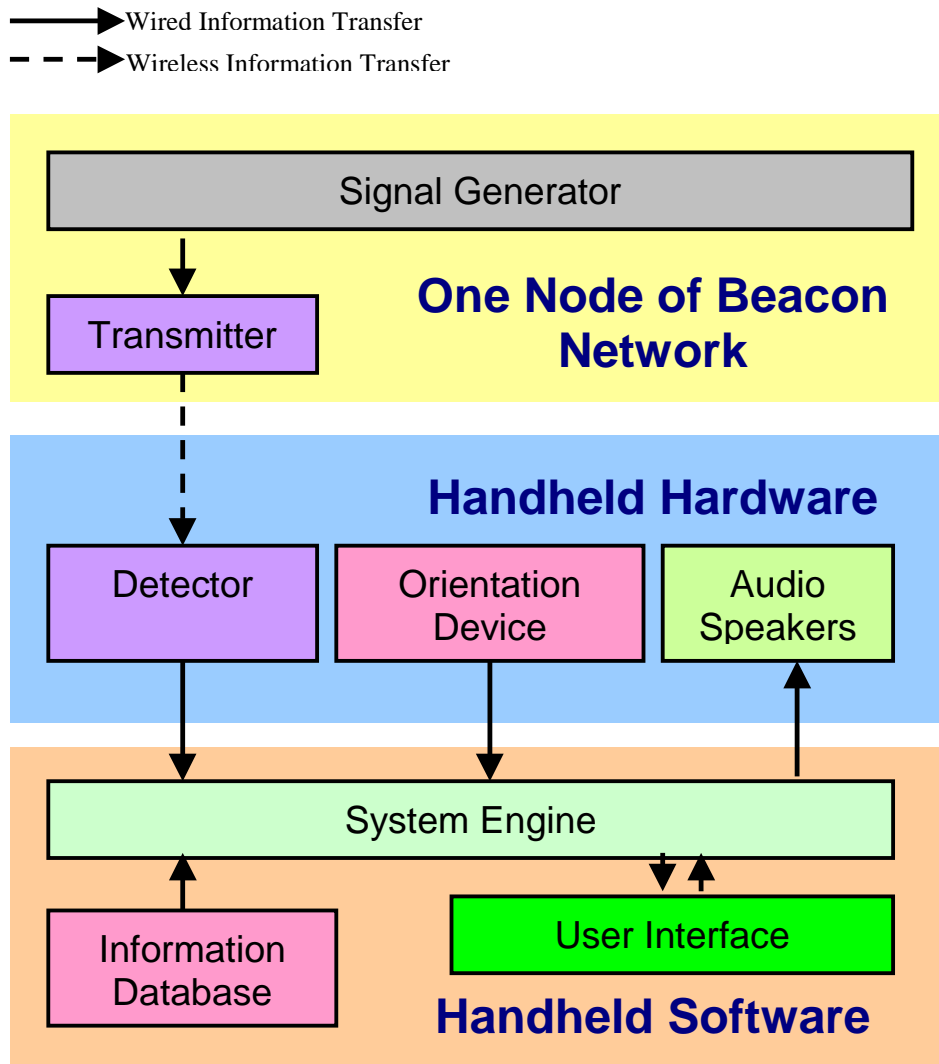 Wired Information Transfer
Wireless Information Transfer
Signal Generator
One Node of Beacon
Network
Transmitter
Handheld Hardware
Detector
Orientation
Device
Audio
Speakers
System Engine
Information
Database
User Interface
Handheld Software